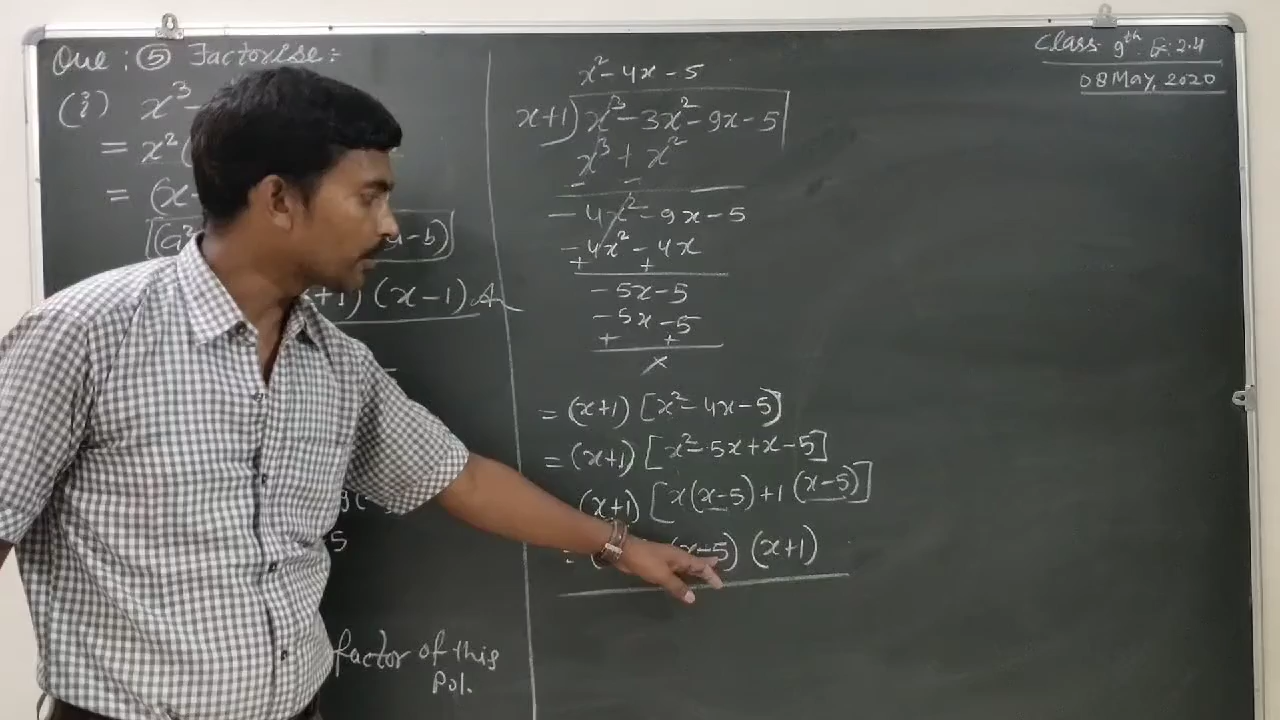 Que: ⑤ Factorise:-
(i) x³ -
= x²(
= (x-
(a² a-b)
x+1) (x-1) A
5
factor of this
Pol.
x² - 4x - 5
x+1) x³ - 3x² - 9x - 5
x³ + x²
- -
- 4x² - 9x - 5
- 4x² - 4x
+ +
- 5x - 5
- 5x - 5
+ +
x
= (x+1) [x² - 4x - 5]
= (x+1) [x² - 5x + x - 5]
(x+1) [x(x-5) + 1 (x-5)]
= (x-5) (x+1)
Class 9th Ex. 2.4
08 May, 2020